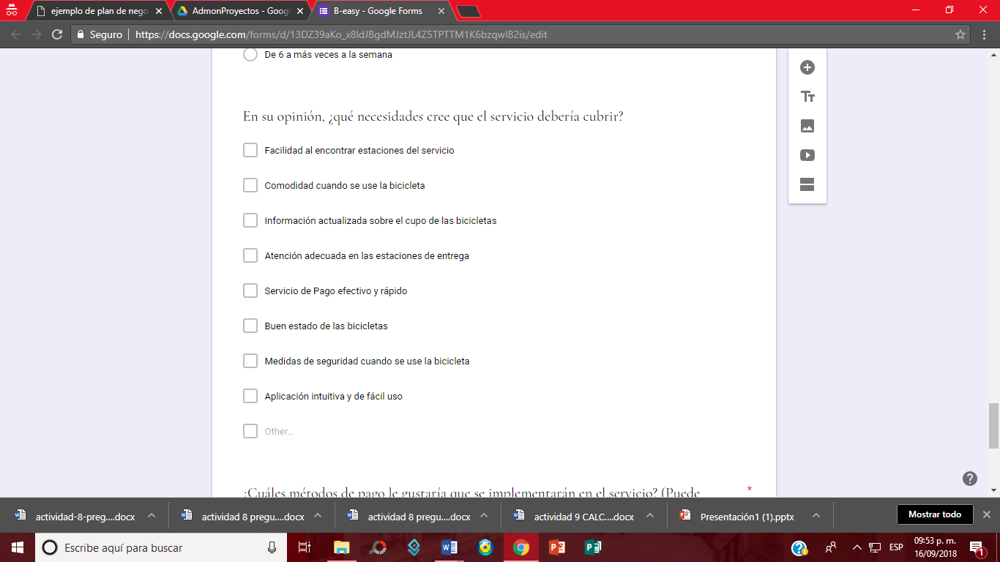 ejemplo de plan de nego
AdmonProyectos - Googl
B-easy - Google Forms
Seguro
https://docs.google.com/forms/d/13DZ39aKo_x8ldJBgdMJztJL4Z5TPTTM1K6bzqwlB2is/edit
De 6 a más veces a la semana
En su opinión, ¿qué necesidades cree que el servicio debería cubrir?
Facilidad al encontrar estaciones del servicio
Comodidad cuando se use la bicicleta
Información actualizada sobre el cupo de las bicicletas
Atención adecuada en las estaciones de entrega
Servicio de Pago efectivo y rápido
Buen estado de las bicicletas
Medidas de seguridad cuando se use la bicicleta
Aplicación intuitiva y de fácil uso
Other...
¿Cuáles métodos de pago le gustaría que se implementarán en el servicio? (Puede *
actividad-8-preg....docx
actividad 8 pregu....docx
actividad 8 pregu....docx
actividad 9 CALC....docx
Presentación1 (1).pptx
Mostrar todo
Escribe aquí para buscar
ESP
09:53 p. m.
16/09/2018
1